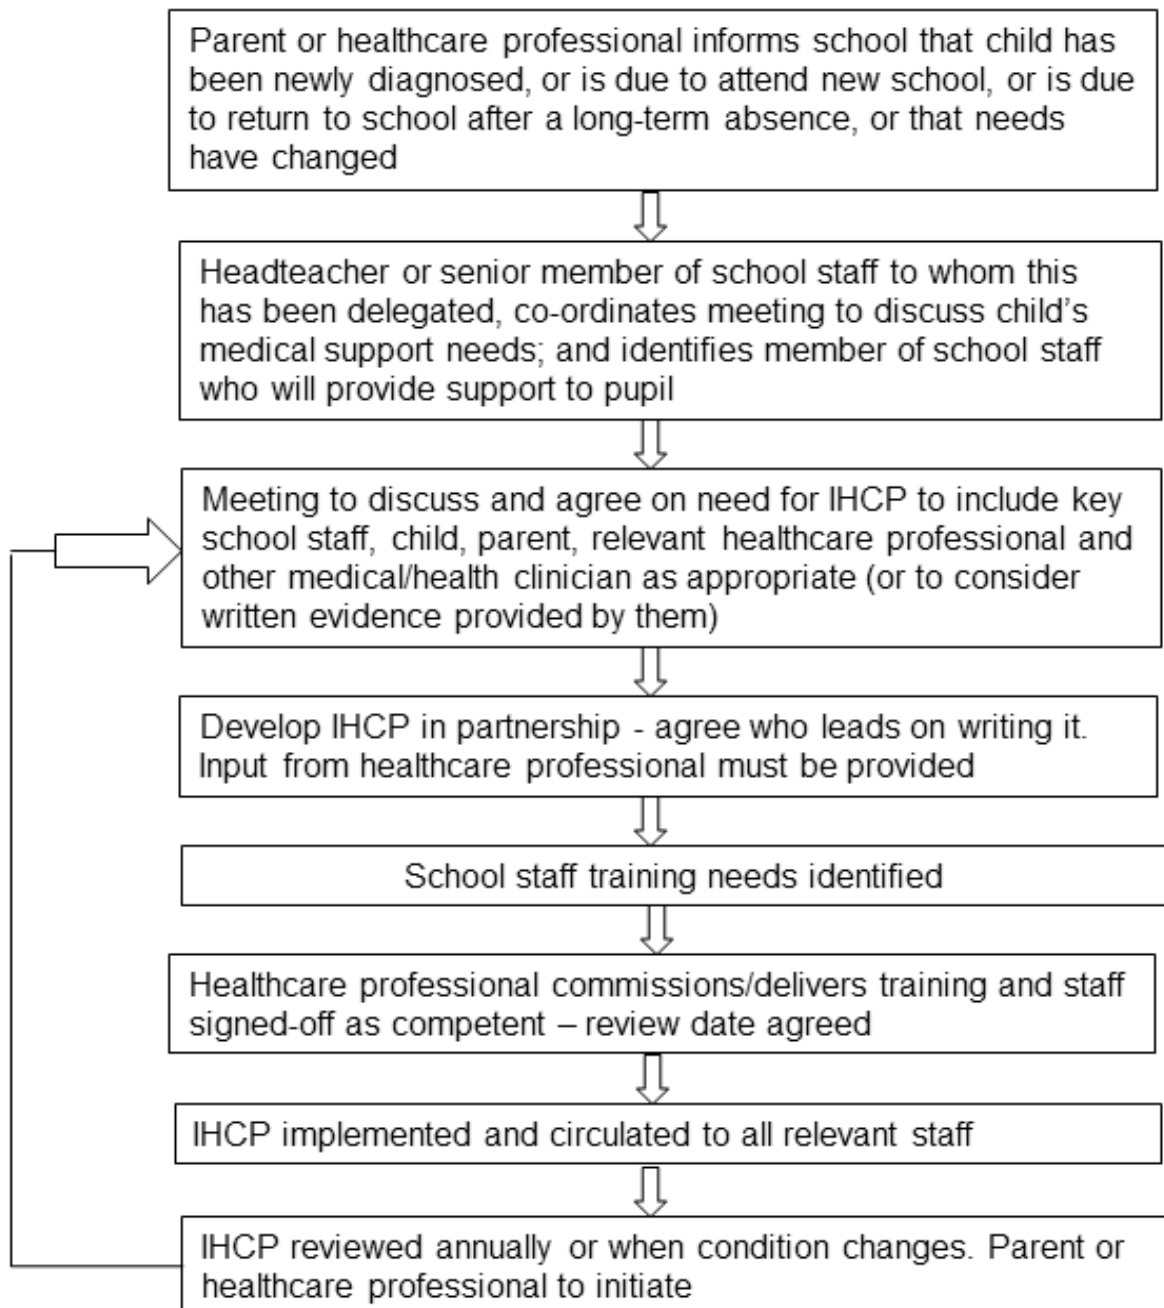 Parent or healthcare professional informs school that child has
been newly diagnosed, or is due to attend new school, or is due
to return to school after a long-term absence, or that needs
have changed
Headteacher or senior member of school staff to whom this
has been delegated, co-ordinates meeting to discuss child’s
medical support needs; and identifies member of school staff
who will provide support to pupil
Meeting to discuss and agree on need for IHCP to include key
school staff, child, parent, relevant healthcare professional and
other medical/health clinician as appropriate (or to consider
written evidence provided by them)
Develop IHCP in partnership - agree who leads on writing it.
Input from healthcare professional must be provided
School staff training needs identified
Healthcare professional commissions/delivers training and staff
signed-off as competent – review date agreed
IHCP implemented and circulated to all relevant staff
IHCP reviewed annually or when condition changes. Parent or
healthcare professional to initiate